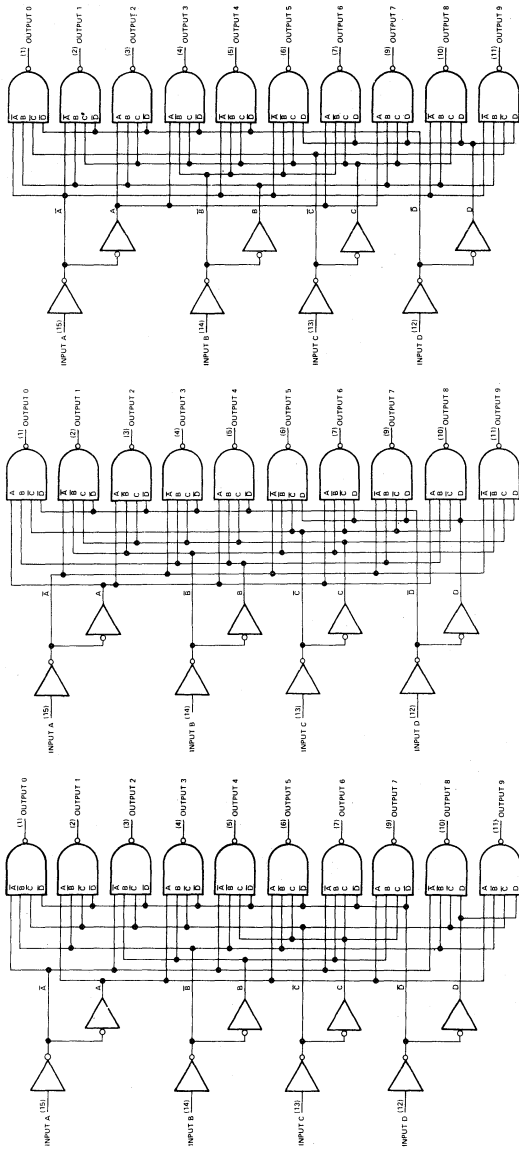 (1) OUTPUT 0
Ā B C̄ D̄
(2) OUTPUT 1
Ā B C D̄
(3) OUTPUT 2
A B C D̄
(4) OUTPUT 3
A B̄ C D̄
(5) OUTPUT 4
Ā B̄ C D̄
(6) OUTPUT 5
Ā B̄ C D
(7) OUTPUT 6
A B̄ C D
(9) OUTPUT 7
A B C D
(10) OUTPUT 8
Ā B C D
(11) OUTPUT 9
Ā B C̄ D
Ā
A
B̄
B
C̄
C
D̄
D
INPUT A (15)
INPUT B (14)
INPUT C (13)
INPUT D (12)
(1) OUTPUT 0
A B C̄ D̄
(2) OUTPUT 1
Ā B̄ C D̄
(3) OUTPUT 2
A B̄ C D̄
(4) OUTPUT 3
Ā B C D̄
(5) OUTPUT 4
A B C D̄
(6) OUTPUT 5
Ā B̄ C̄ D
(7) OUTPUT 6
A B̄ C̄ D
(9) OUTPUT 7
Ā B C̄ D
(10) OUTPUT 8
A B C̄ D
(11) OUTPUT 9
Ā B̄ C D
Ā
A
B̄
B
C̄
C
D̄
D
INPUT A (15)
INPUT B (14)
INPUT C (13)
INPUT D (12)
(1) OUTPUT 0
Ā B̄ C̄ D̄
(2) OUTPUT 1
A B̄ C̄ D̄
(3) OUTPUT 2
Ā B C̄ D̄
(4) OUTPUT 3
A B C̄ D̄
(5) OUTPUT 4
Ā B̄ C D̄
(6) OUTPUT 5
A B̄ C D̄
(7) OUTPUT 6
Ā B C D̄
(9) OUTPUT 7
A B C D̄
(10) OUTPUT 8
Ā B̄ C̄ D
(11) OUTPUT 9
A B̄ C̄ D
Ā
A
B̄
B
C̄
C
D̄
D
INPUT A (15)
INPUT B (14)
INPUT C (13)
INPUT D (12)